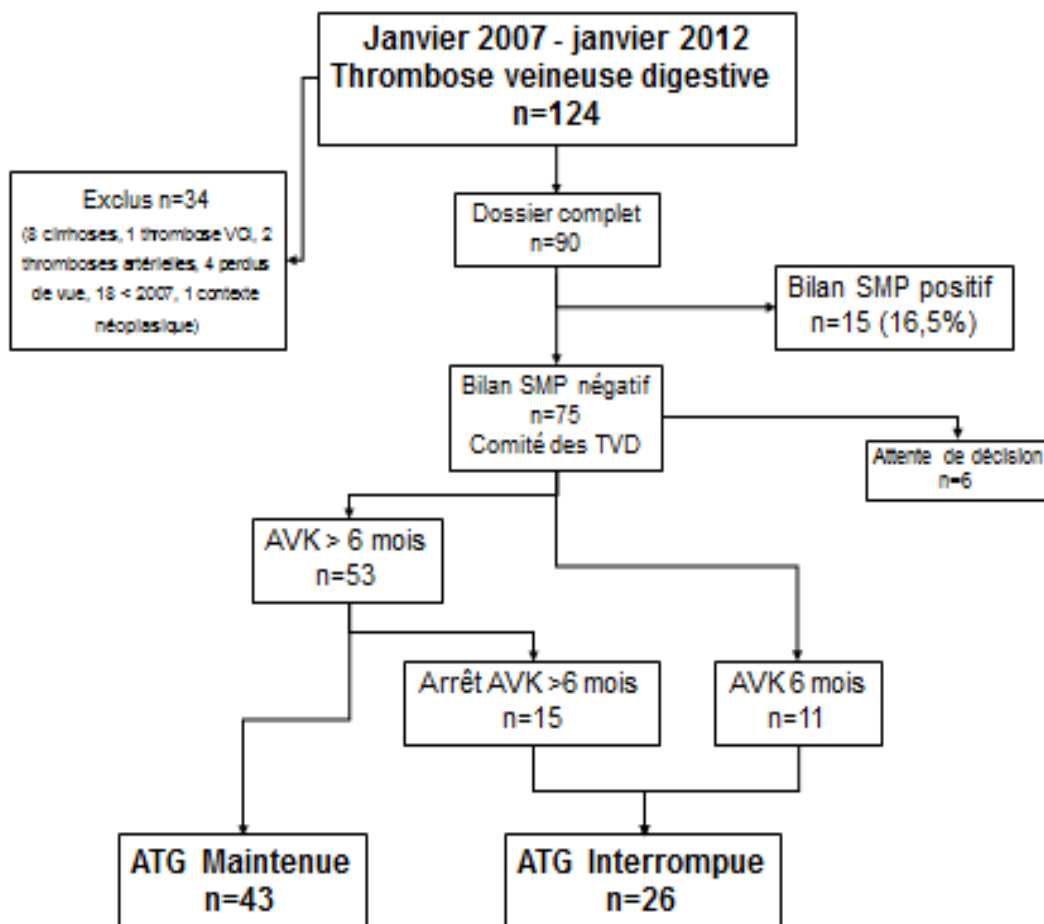 Janvier 2007 - janvier 2012
Thrombose veineuse digestive
n=124
Exclus n=34
(8 cirrhoses, 1 thrombose VCI, 2
thromboses artérielles, 4 perdus
de vue, 18 < 2007, 1 contexte
néoplasique)
Dossier complet
n=90
Bilan SMP positif
n=15 (16,5%)
Bilan SMP négatif
n=75
Comité des TVD
Attente de décision
n=6
AVK > 6 mois
n=53
Arrêt AVK >6 mois
n=15
AVK 6 mois
n=11
ATG Maintenue
n=43
ATG Interrompue
n=26